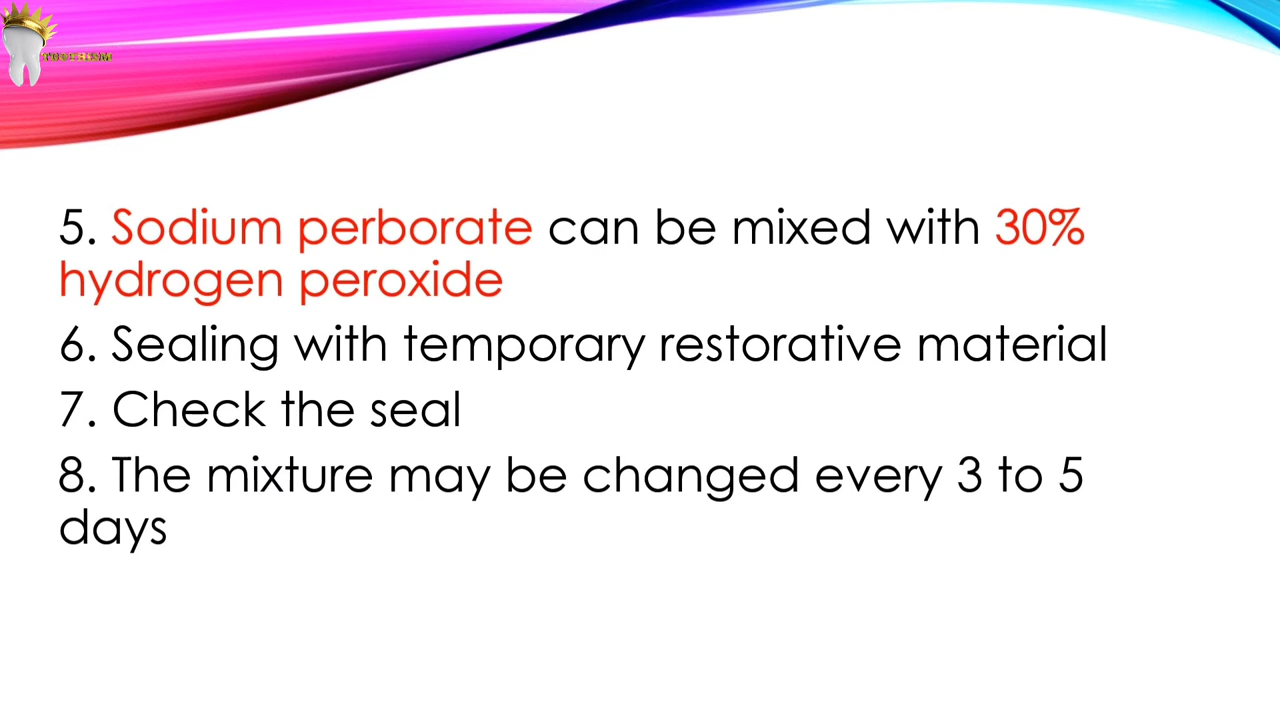 5. Sodium perborate can be mixed with 30%
hydrogen peroxide
6. Sealing with temporary restorative material
7. Check the seal
8. The mixture may be changed every 3 to 5
days